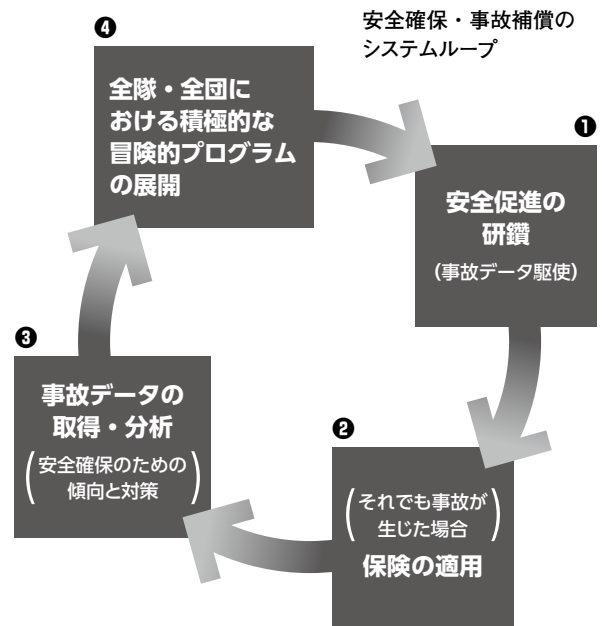 安全確保・事故補償の
システムループ
❶
安全促進の
研鑽
(事故データ駆使)
❷
(それでも事故が
生じた場合)
保険の適用
❸
事故データの
取得・分析
(安全確保のための
傾向と対策)
❹
全隊・全団に
おける積極的な
冒険的プログラム
の展開